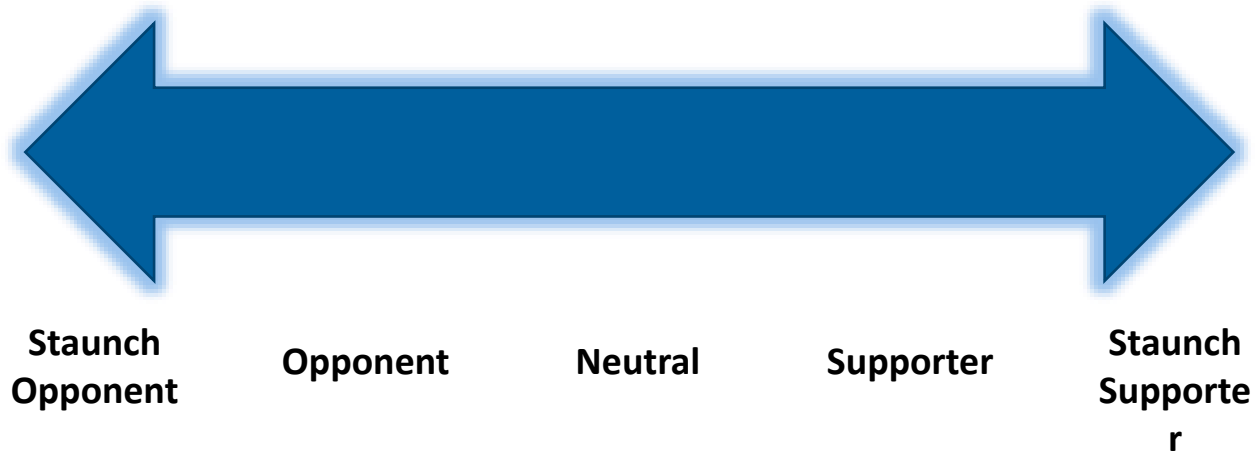 Staunch
Opponent
Opponent
Neutral
Supporter
Staunch
Supporte
r